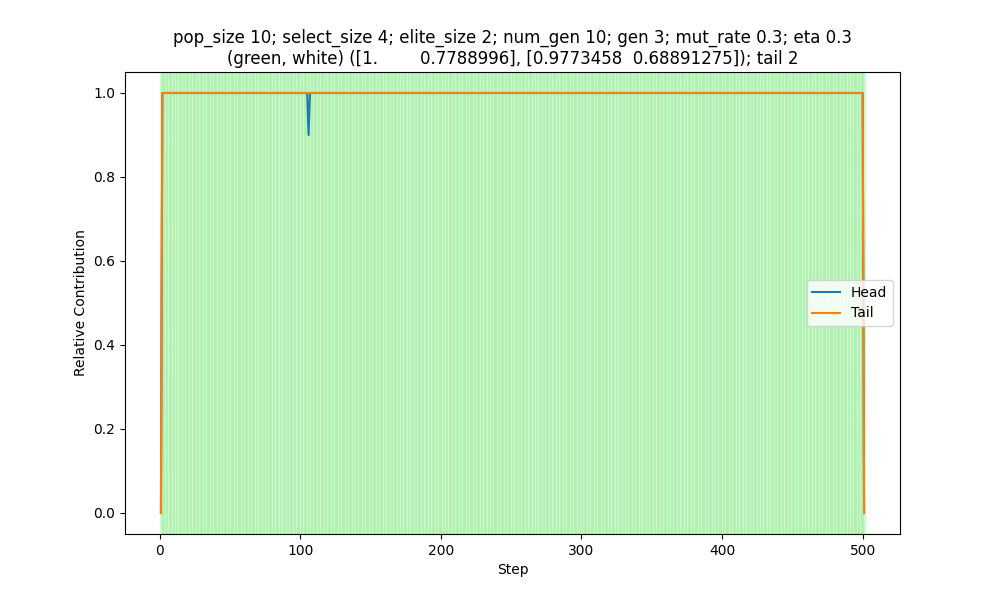 pop_size 10; select_size 4; elite_size 2; num_gen 10; gen 3; mut_rate 0.3; eta 0.3
(green, white) ([1. 0.7788996], [0.9773458 0.68891275]); tail 2
1.0
0.8
0.6
0.4
0.2
0.0
Relative Contribution
Head
Tail
0 100 200 300 400 500
Step